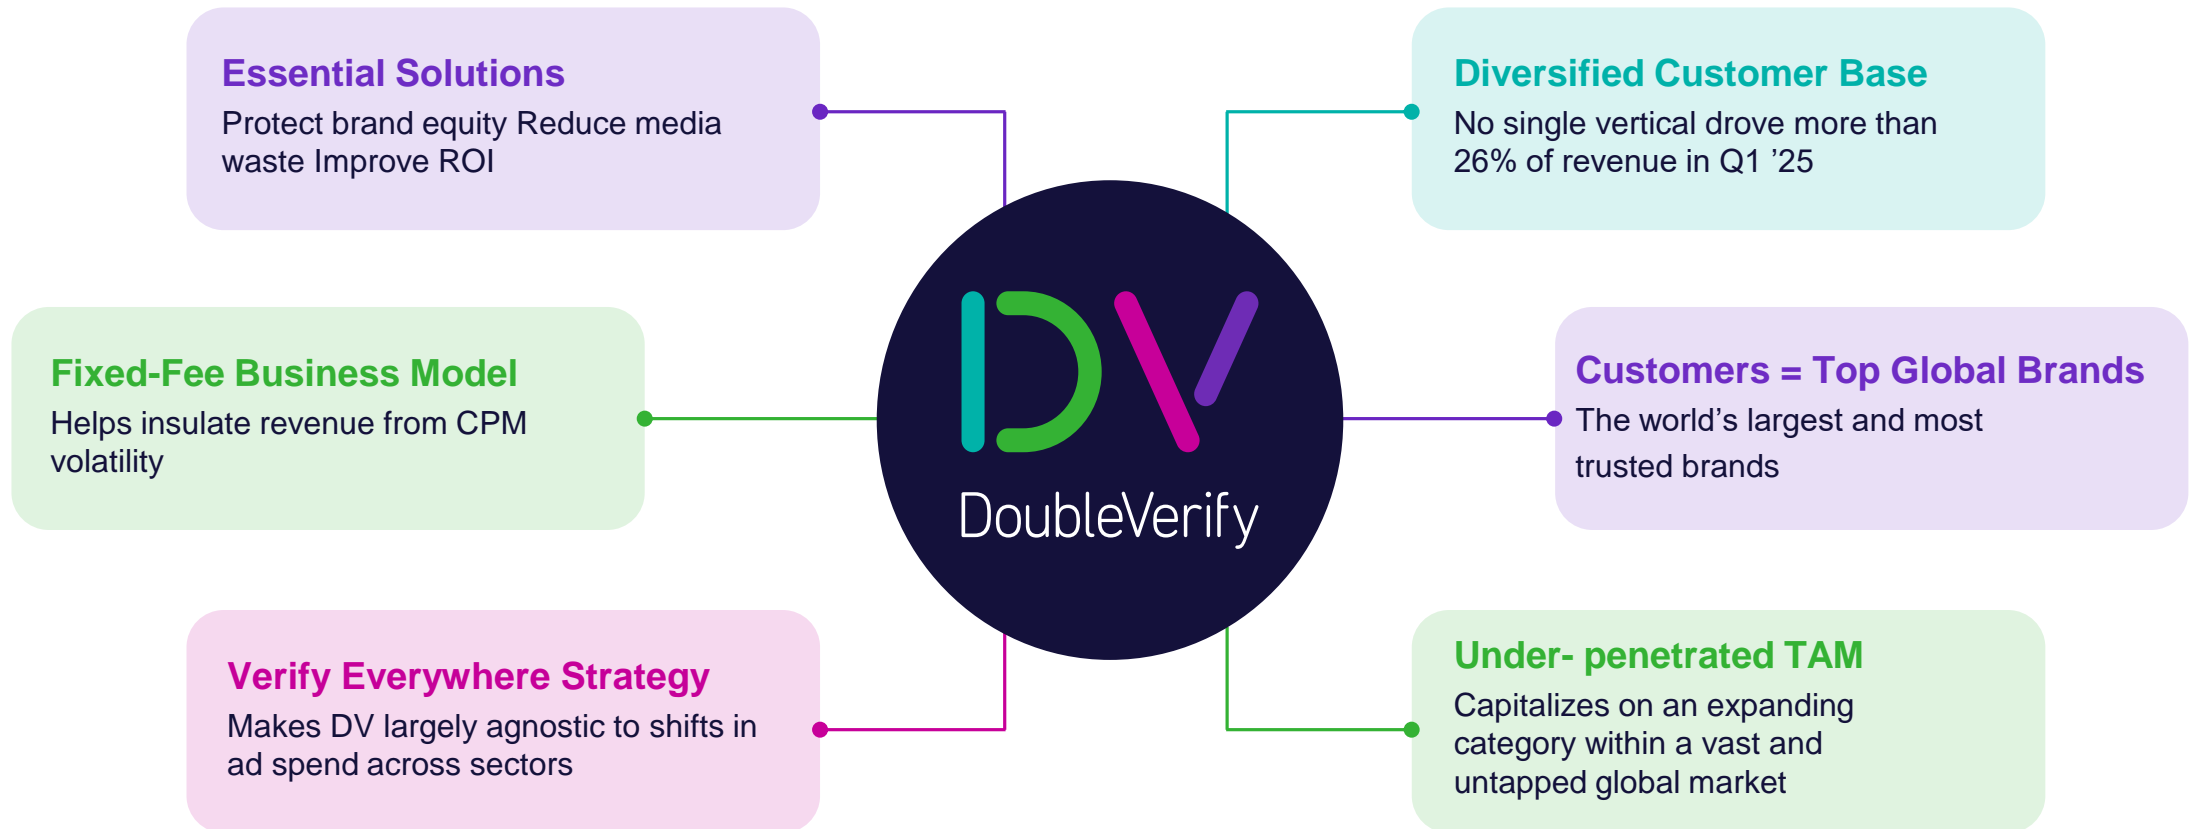 Essential Solutions
Protect brand equity Reduce media
waste Improve ROI
Diversified Customer Base
No single vertical drove more than
26% of revenue in Q1 ’25
Fixed-Fee Business Model
Helps insulate revenue from CPM
volatility
DV
DoubleVerify
Customers = Top Global Brands
The world’s largest and most
trusted brands
Verify Everywhere Strategy
Makes DV largely agnostic to shifts in
ad spend across sectors
Under- penetrated TAM
Capitalizes on an expanding
category within a vast and
untapped global market